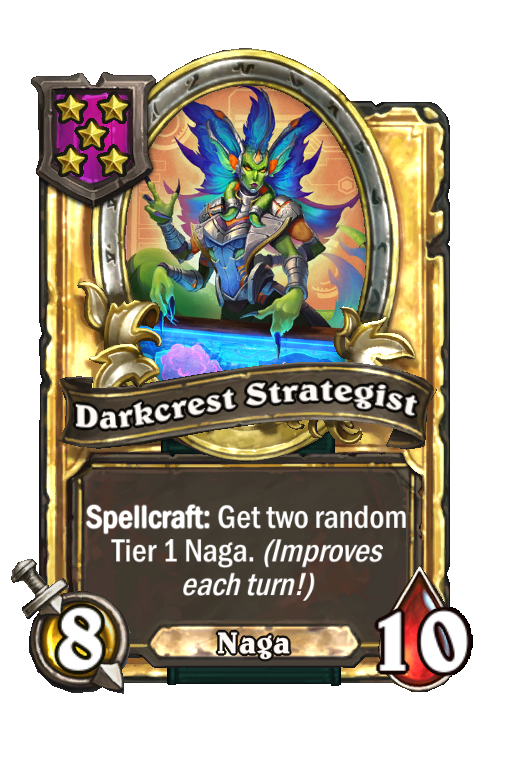 Darkcrest Strategist
Spellcraft: Get two random
Tier 1 Naga. (Improves
each turn!)
8
Naga
10